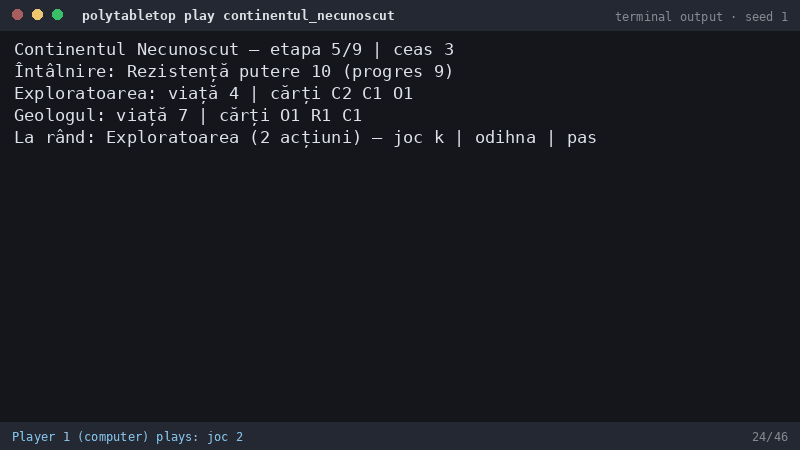 polytabletop play continentul_necunoscut
terminal output · seed 1
Continentul Necunoscut — etapa 5/9 | ceas 3
Întâlnire: Rezistență putere 10 (progres 9)
Exploratoarea: viață 4 | cărți C2 C1 O1
Geologul: viață 7 | cărți O1 R1 C1
La rând: Exploratoarea (2 acțiuni) — joc k | odihna | pas
Player 1 (computer) plays: joc 2
24/46